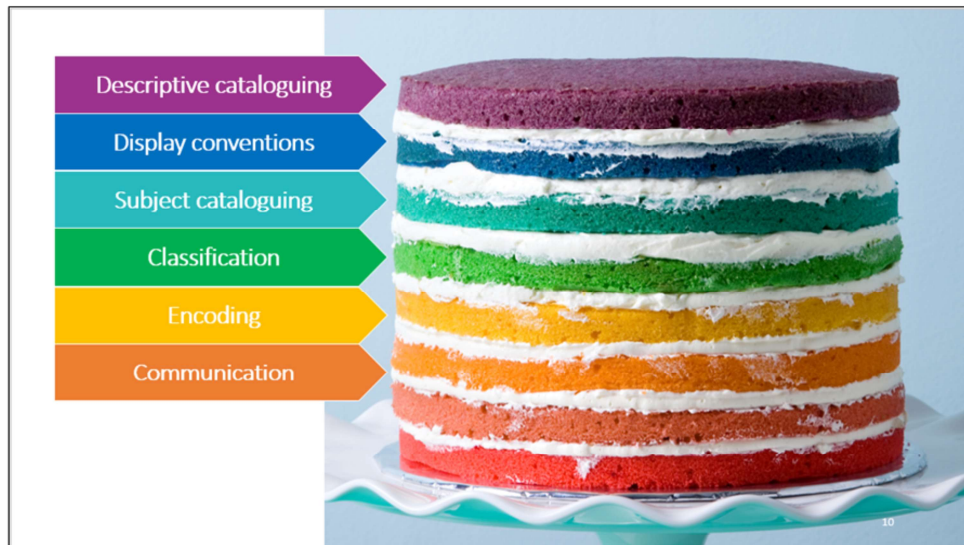 Descriptive cataloguing
Display conventions
Subject cataloguing
Classification
Encoding
Communication
10